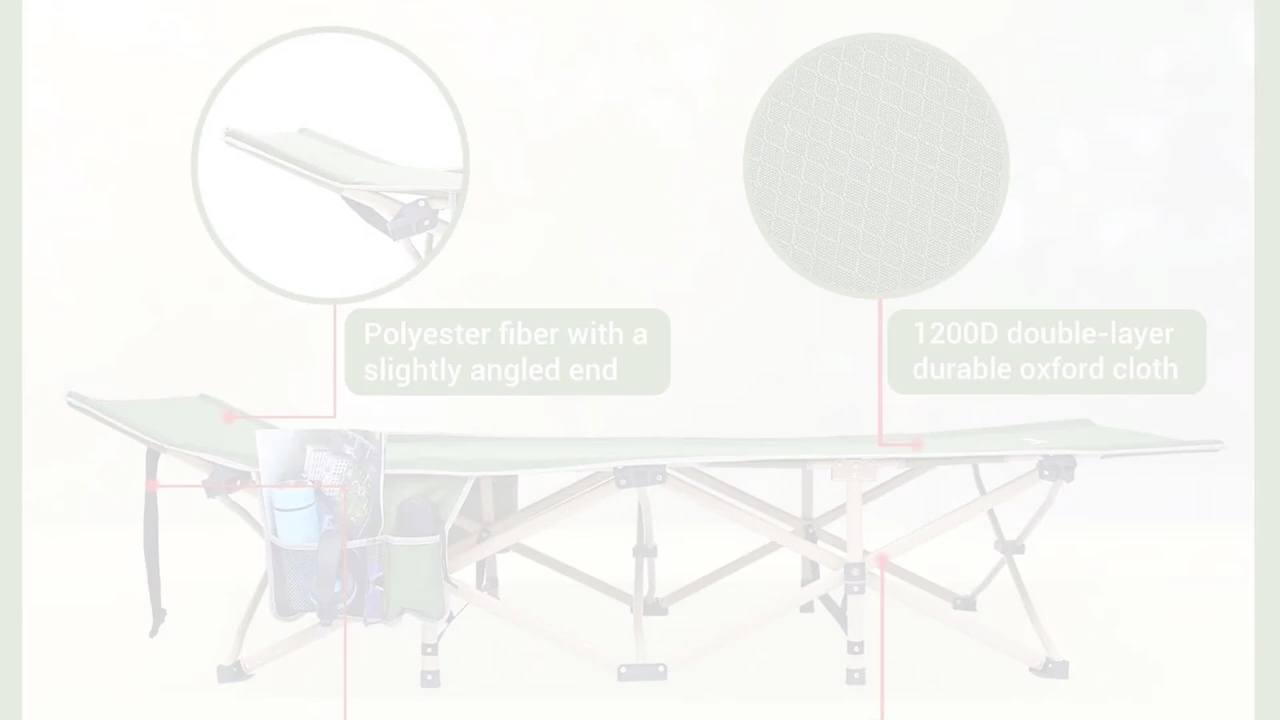 Polyester fiber with a
slightly angled end
1200D double-layer
durable oxford cloth